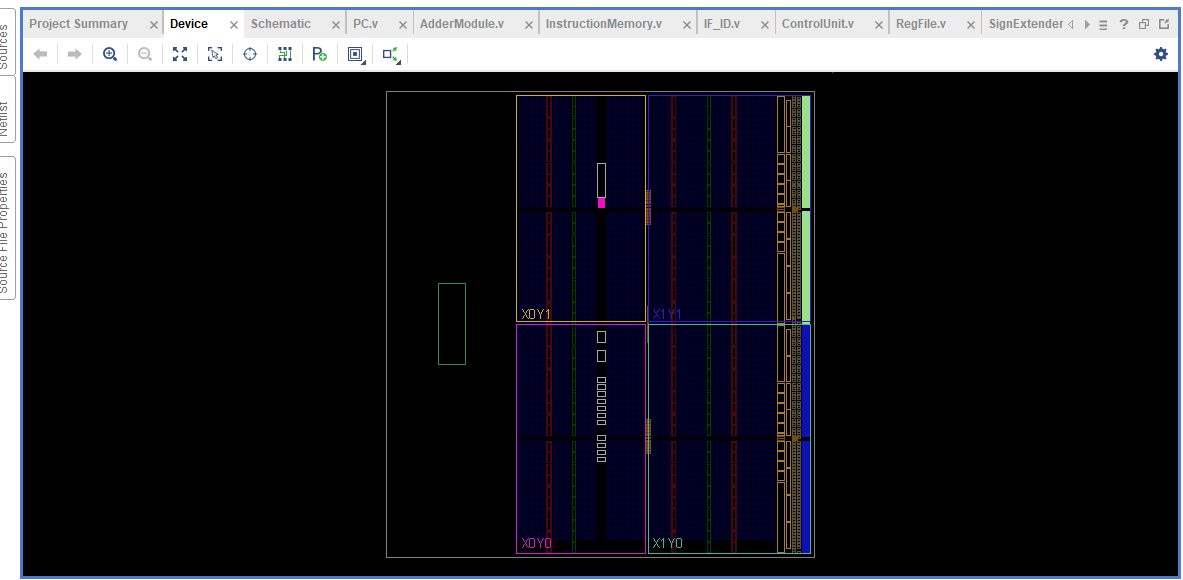 Project Summary
Device
Schematic
PC.v
AdderModule.v
InstructionMemory.v
IF_ID.v
ControlUnit.v
RegFile.v
SignExtender
Sources
Netlist
Source File Properties
X0Y1
X1Y1
X0Y0
X1Y0